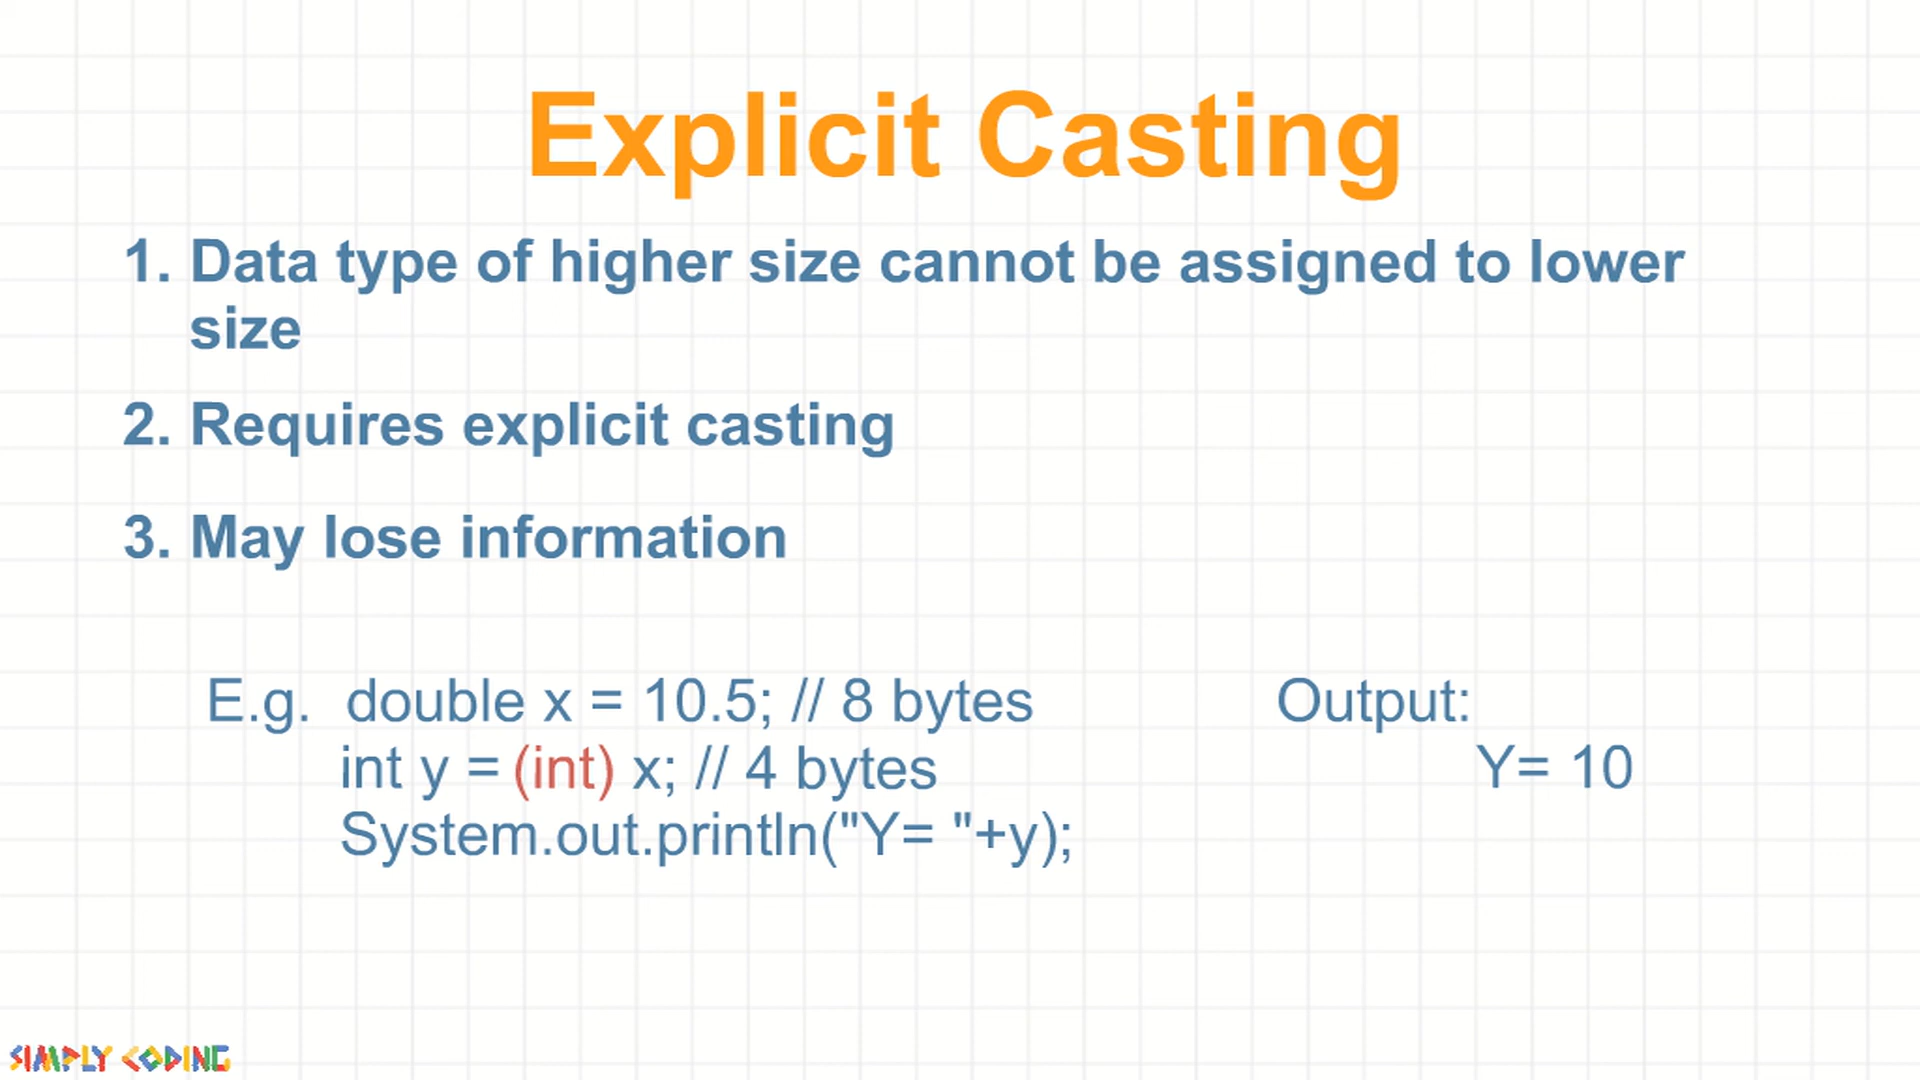 Explicit Casting
1. Data type of higher size cannot be assigned to lower
size
2. Requires explicit casting
3. May lose information
E.g. double x = 10.5; // 8 bytes
int y = (int) x; // 4 bytes
System.out.println("Y= "+y);
Output:
Y= 10
SIMPLY CODING